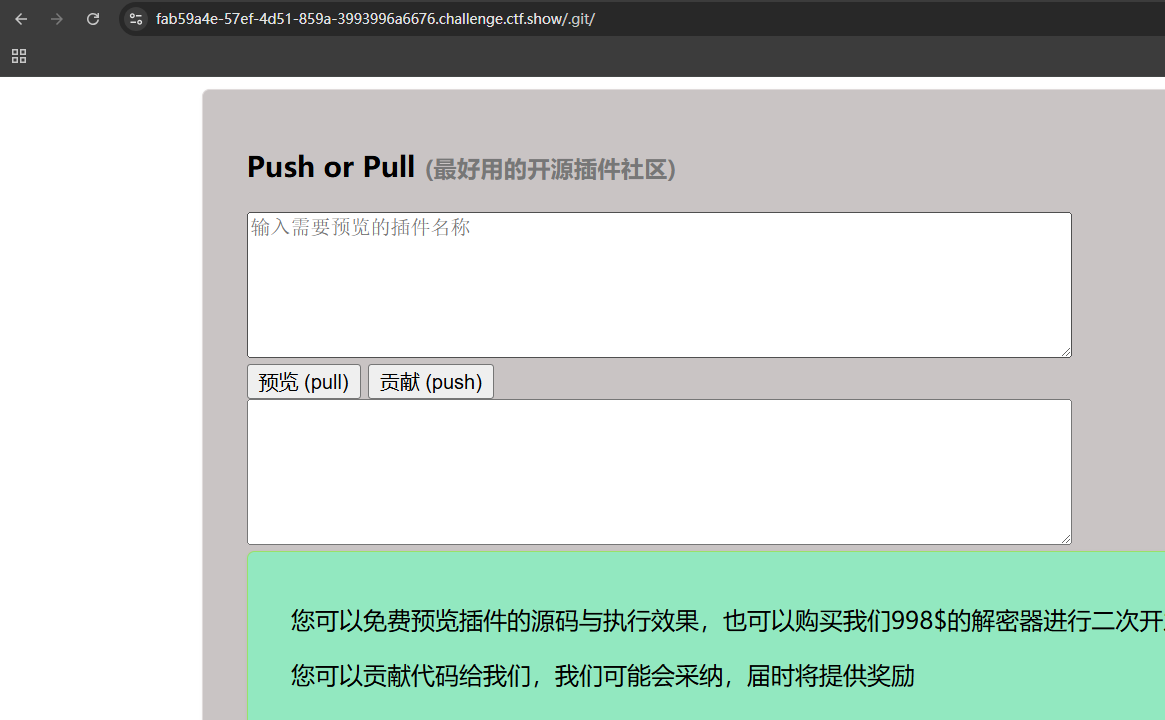 fab59a4e-57ef-4d51-859a-3993996a6676.challenge.ctf.show/.git/
Push or Pull (最好用的开源插件社区)
输入需要预览的插件名称
预览 (pull) 贡献 (push)
您可以免费预览插件的源码与执行效果，也可以购买我们998$的解密器进行二次开
您可以贡献代码给我们，我们可能会采纳，届时将提供奖励